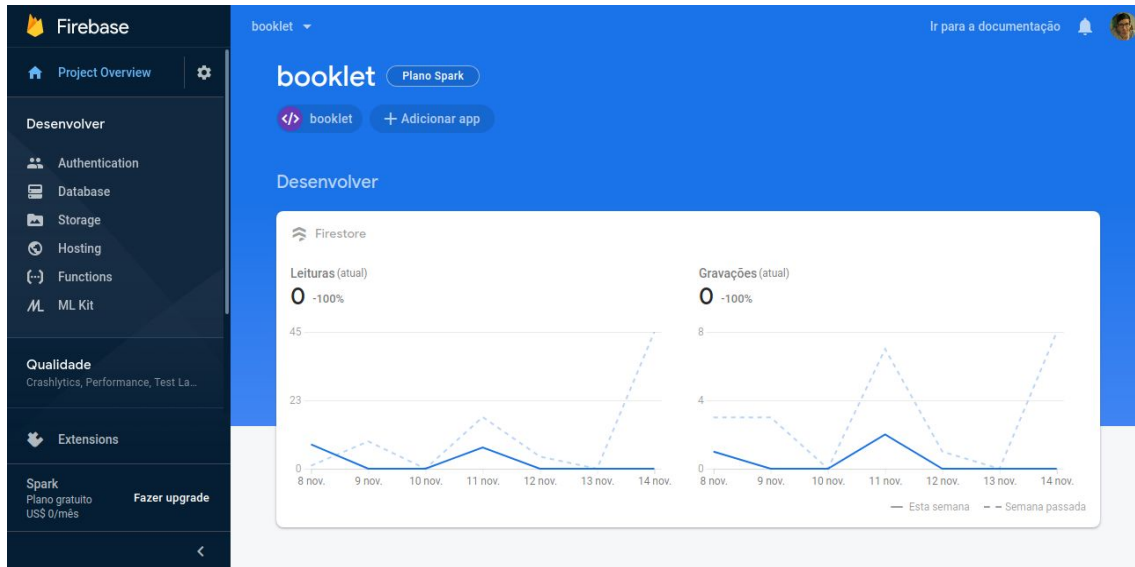 Firebase
Project Overview
Desenvolver
Authentication
Database
Storage
Hosting
Functions
ML Kit
Qualidade
Crashlytics, Performance, Test La...
Extensions
Spark
Plano gratuito
US$ 0/mês
Fazer upgrade
booklet
Ir para a documentação
booklet
Plano Spark
booklet
Adicionar app
Desenvolver
Firestore
Leituras (atual)
0 -100%
45
23
0
8 nov. 9 nov. 10 nov. 11 nov. 12 nov. 13 nov. 14 nov.
Gravações (atual)
0 -100%
8
4
0
8 nov. 9 nov. 10 nov. 11 nov. 12 nov. 13 nov. 14 nov.
Esta semana Semana passada